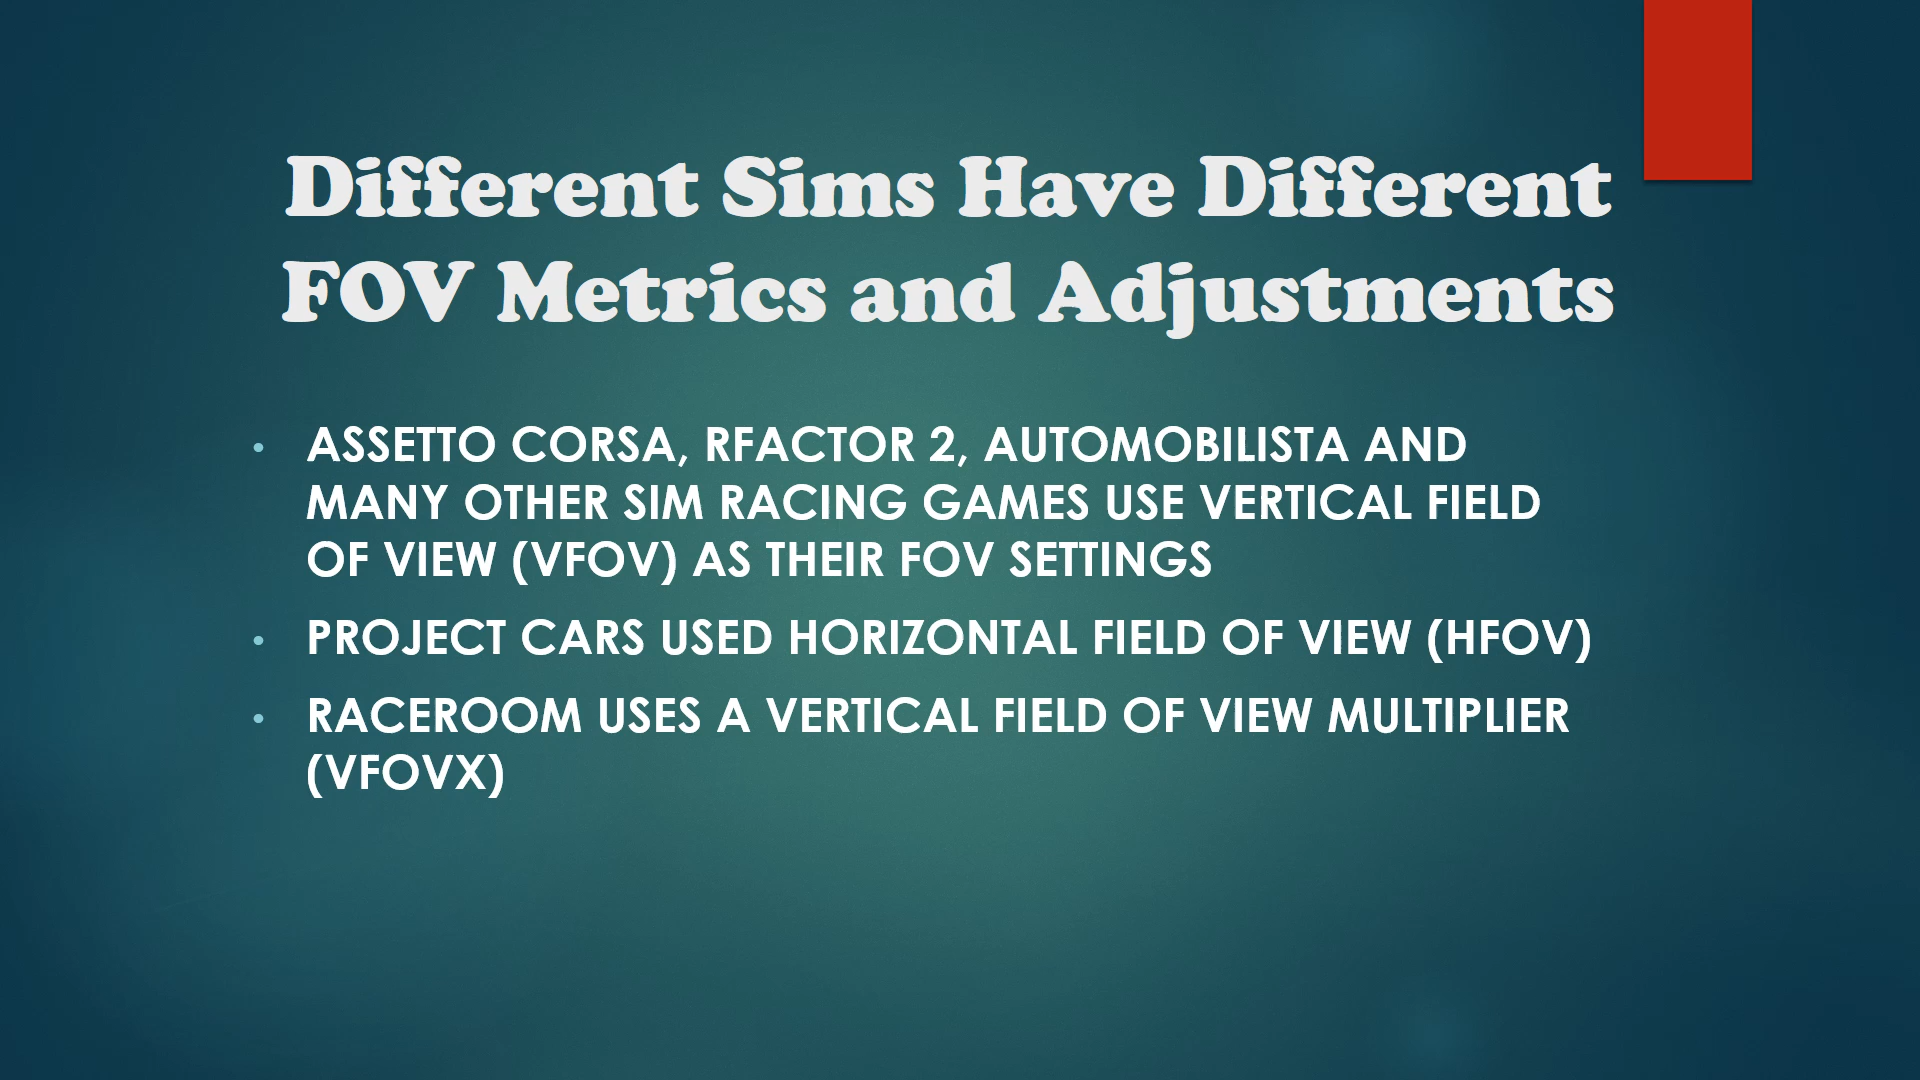 Different Sims Have Different
FOV Metrics and Adjustments
• ASSETTO CORSA, RFACTOR 2, AUTOMOBILISTA AND
MANY OTHER SIM RACING GAMES USE VERTICAL FIELD
OF VIEW (VFOV) AS THEIR FOV SETTINGS
• PROJECT CARS USED HORIZONTAL FIELD OF VIEW (HFOV)
• RACEROOM USES A VERTICAL FIELD OF VIEW MULTIPLIER
(VFOVX)